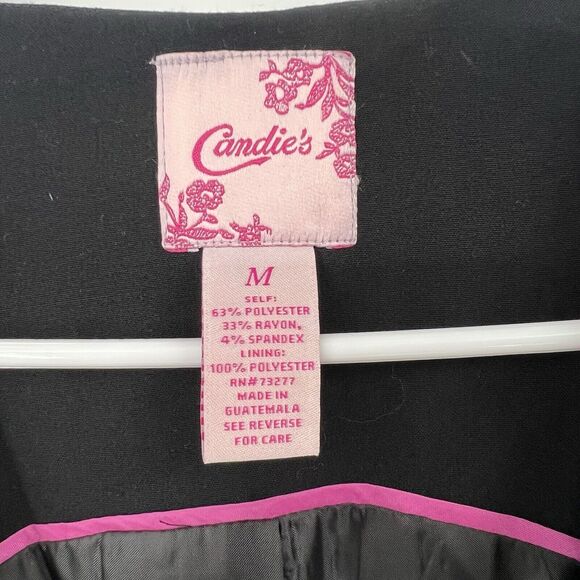 Candie's
M
SELF:
63% POLYESTER
33% RAYON,
4% SPANDEX
LINING:
100% POLYESTER
RN#73277
MADE IN
GUATEMALA
SEE REVERSE
FOR CARE